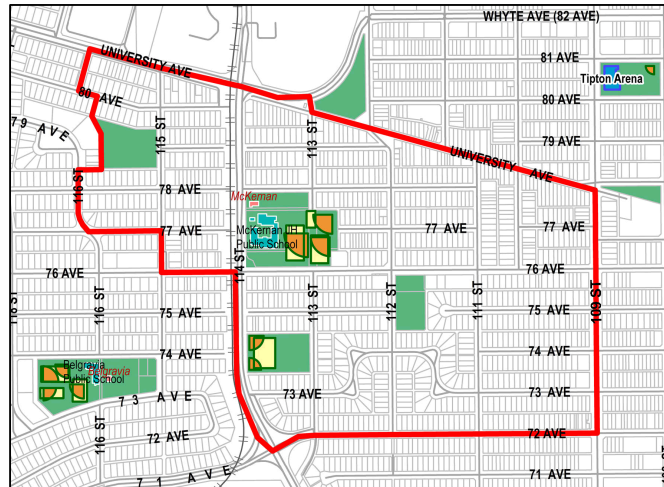 WHYTE AVE (82 AVE)
UNIVERSITY AVE
81 AVE
Tipton Arena
80 AVE
80 AVE
79 AVE
79 AVE
115 ST
113 ST
UNIVERSITY AVE
116 ST
78 AVE
McKernan
77 AVE
McKernan J/H
Public School
77 AVE
77 AVE
114 ST
76 AVE
76 AVE
116 ST
113 ST
112 ST
111 ST
109 ST
75 AVE
75 AVE
74 AVE
74 AVE
Belgravia
Belgravia
Public School
73 AVE
73 AVE
73 AVE
116 ST
72 AVE
72 AVE
71 AVE
71 AVE